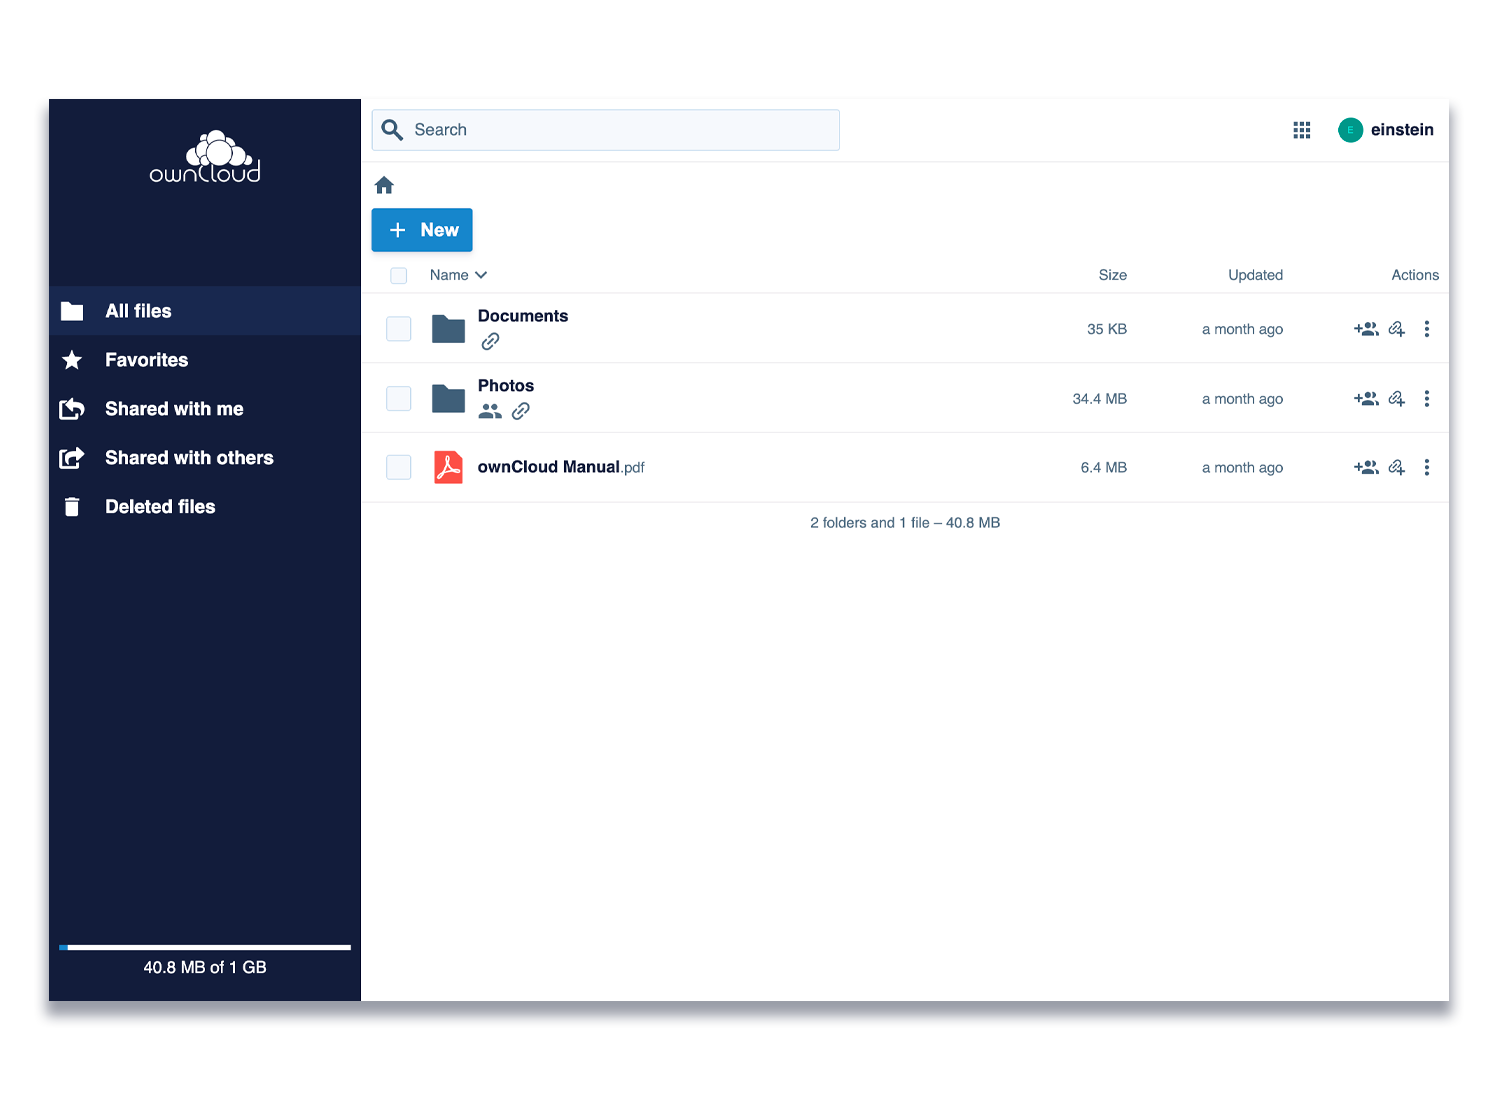 ownCloud
Search
E
einstein
New
Name
Size
Updated
Actions
All files
Favorites
Shared with me
Shared with others
Deleted files
Documents
35 KB
a month ago
Photos
34.4 MB
a month ago
ownCloud Manual.pdf
6.4 MB
a month ago
2 folders and 1 file – 40.8 MB
40.8 MB of 1 GB